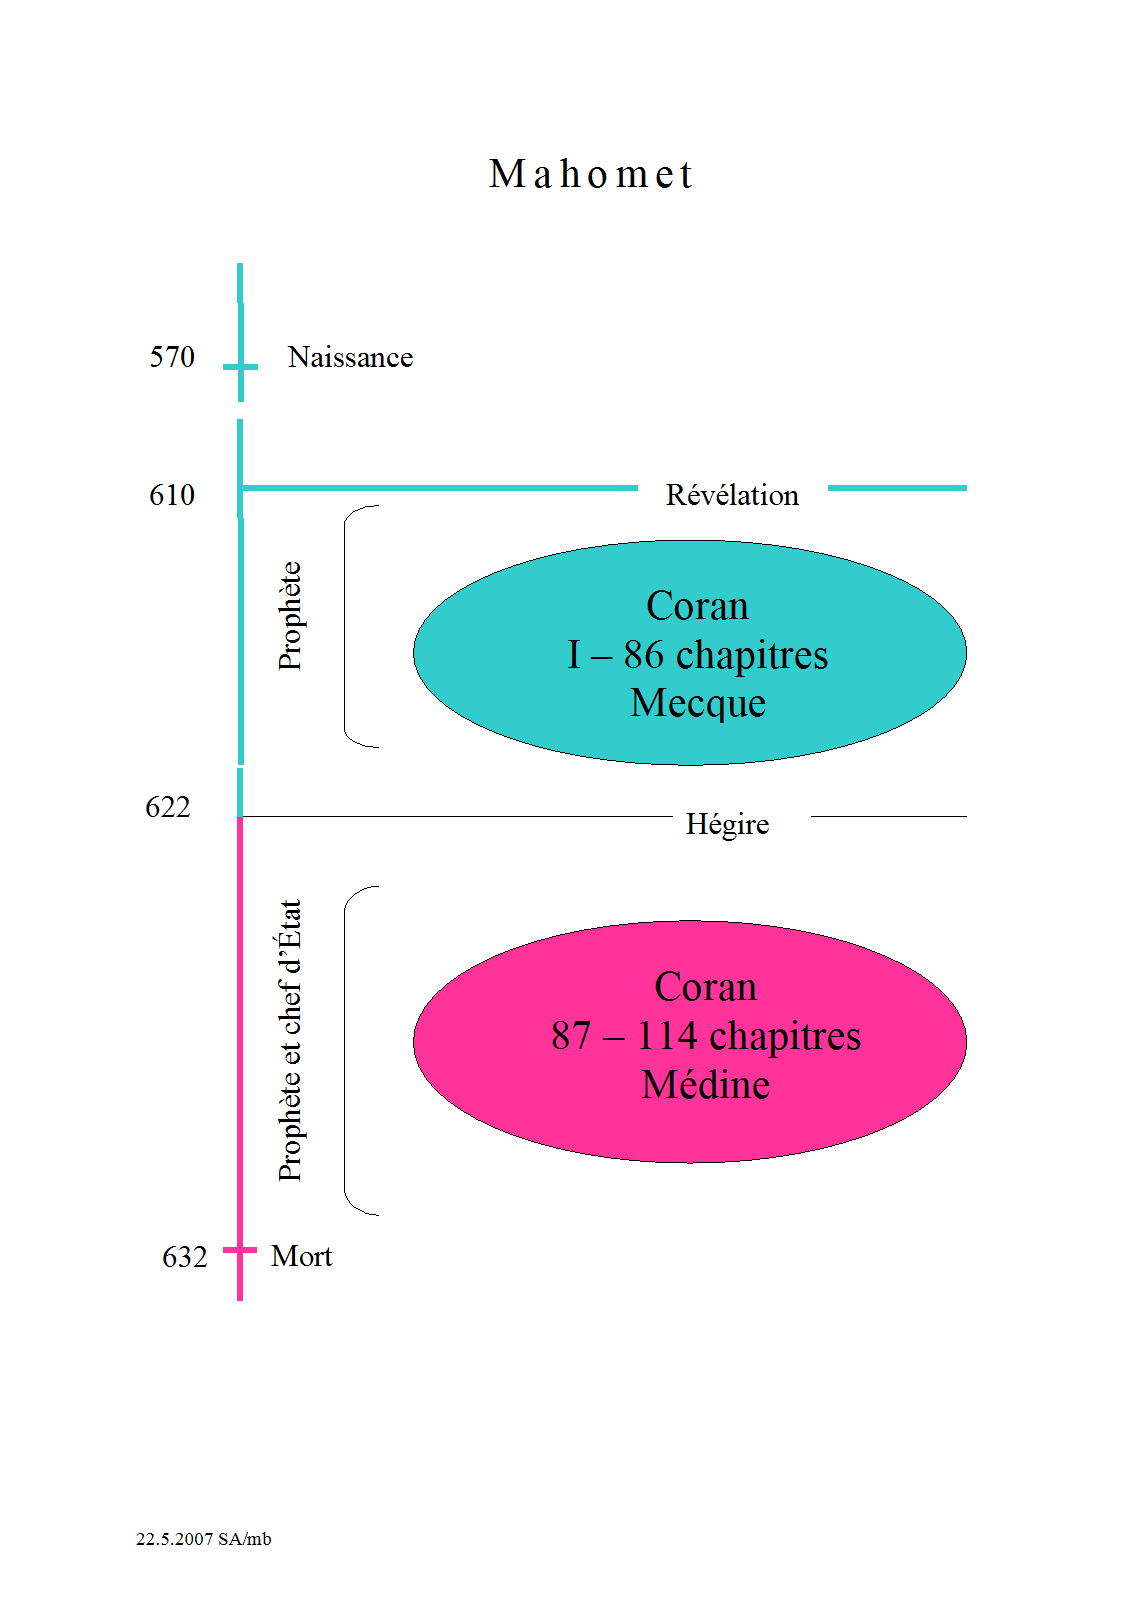 Mahomet
570
Naissance
610
Révélation
Prophète
Coran
I – 86 chapitres
Mecque
622
Hégire
Prophète et chef d’État
Coran
87 – 114 chapitres
Médine
632
Mort
22.5.2007 SA/mb